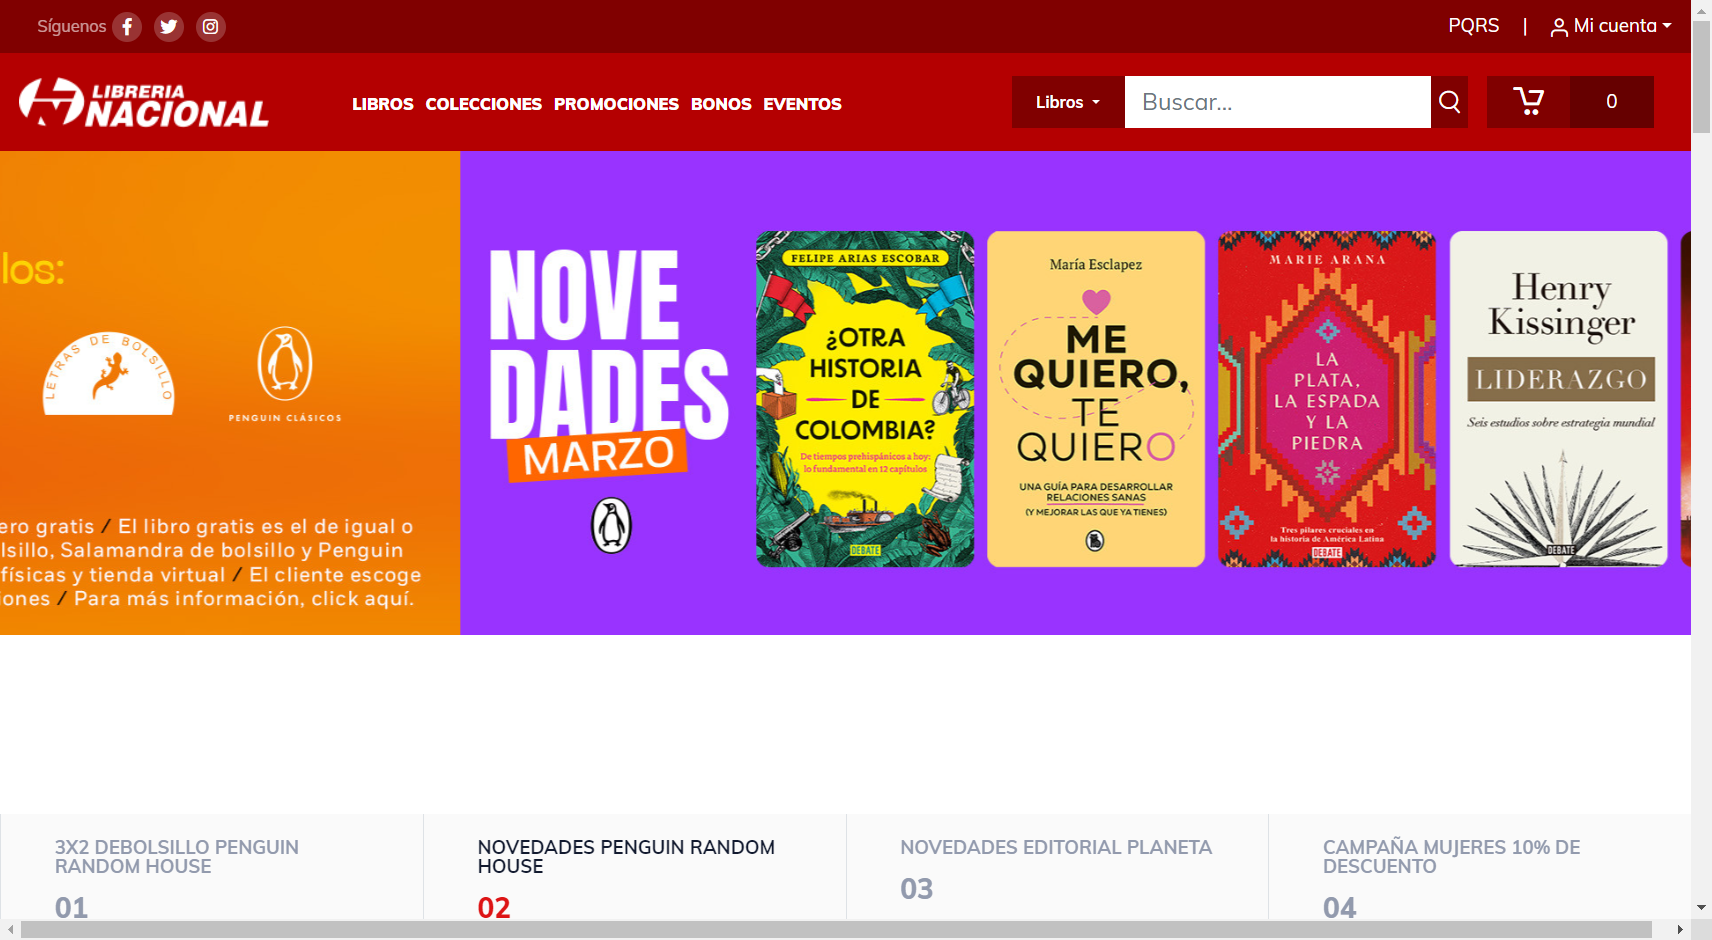 Síguenos
PQRS | Mi cuenta
LIBRERIA
NACIONAL
LIBROS COLECCIONES PROMOCIONES BONOS EVENTOS
Libros
Buscar...
0
los:
LETRAS DE BOLSILLO
PENGUIN CLÁSICOS
ero gratis / El libro gratis es el de igual o
lsillo, Salamandra de bolsillo y Penguin
físicas y tienda virtual / El cliente escoge
iones / Para más información, click aquí.
NOVE
DADES
MARZO
FELIPE ARIAS ESCOBAR
¿OTRA
HISTORIA
DE
COLOMBIA?
De tiempos prehispánicos a hoy:
lo fundamental en 12 capítulos
DEBATE
María Esclapez
ME
QUIERO,
TE
QUIERO
UNA GUÍA PARA DESARROLLAR
RELACIONES SANAS
(Y MEJORAR LAS QUE YA TIENES)
MARIE ARANA
LA
PLATA,
LA ESPADA
Y LA
PIEDRA
Tres pilares cruciales en
la historia de América Latina
DEBATE
Henry
Kissinger
LIDERAZGO
Seis estudios sobre estrategia mundial
DEBATE
3X2 DEBOLSILLO PENGUIN
RANDOM HOUSE
01
NOVEDADES PENGUIN RANDOM
HOUSE
02
NOVEDADES EDITORIAL PLANETA
03
CAMPAÑA MUJERES 10% DE
DESCUENTO
04